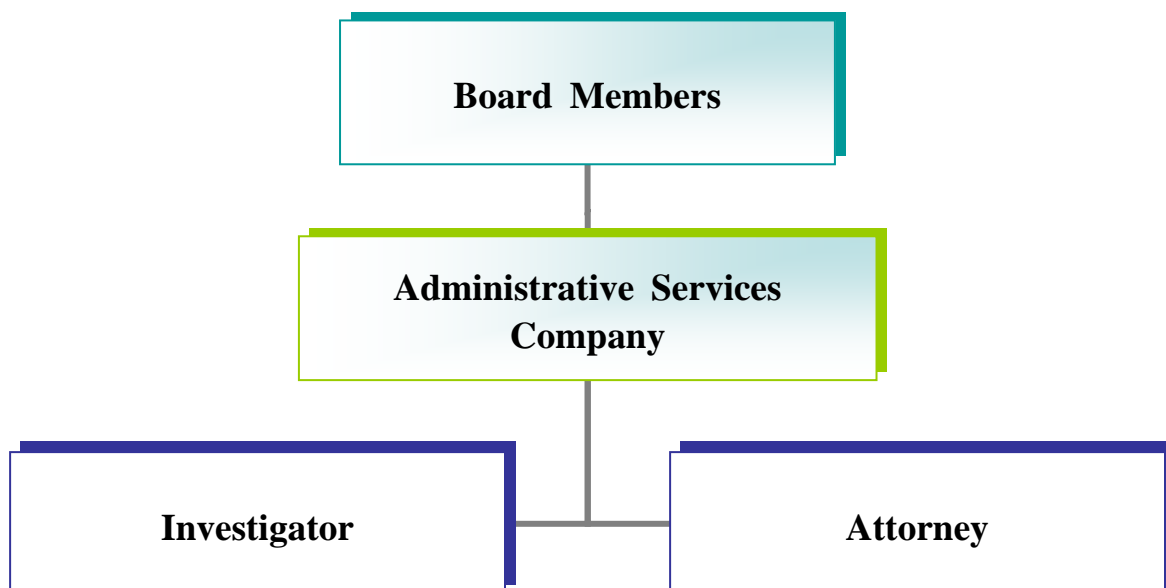 Board Members
Administrative Services
Company
Investigator
Attorney